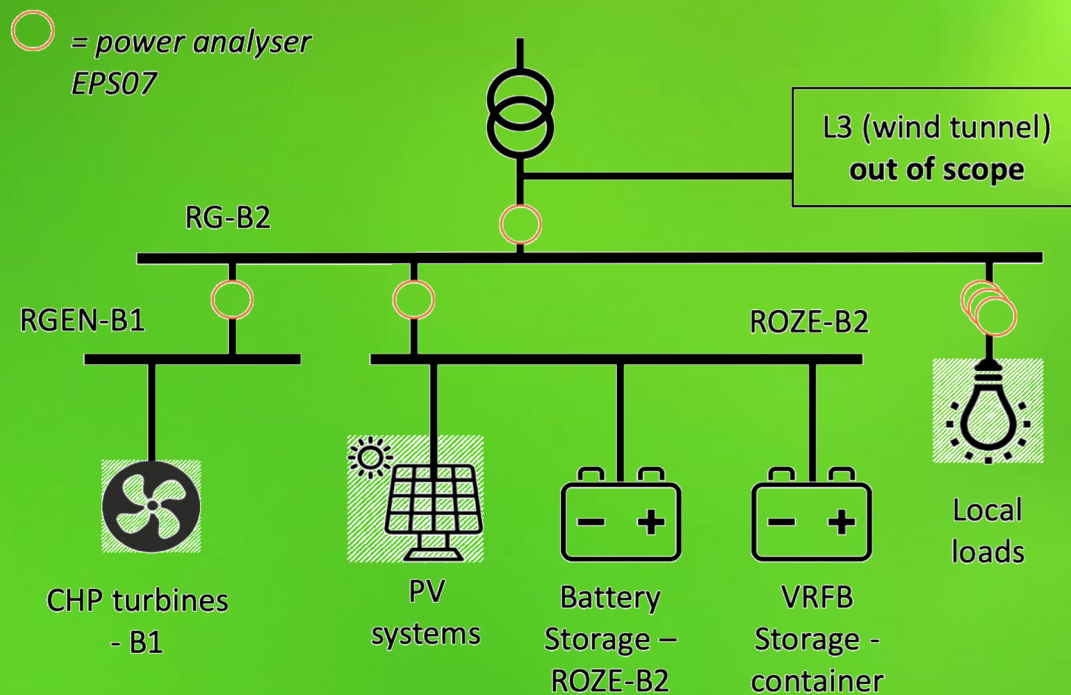 = power analyser
EPS07
L3 (wind tunnel)
out of scope
RG-B2
RGEN-B1
ROZE-B2
CHP turbines
- B1
PV
systems
Battery
Storage –
ROZE-B2
VRFB
Storage -
container
Local
loads